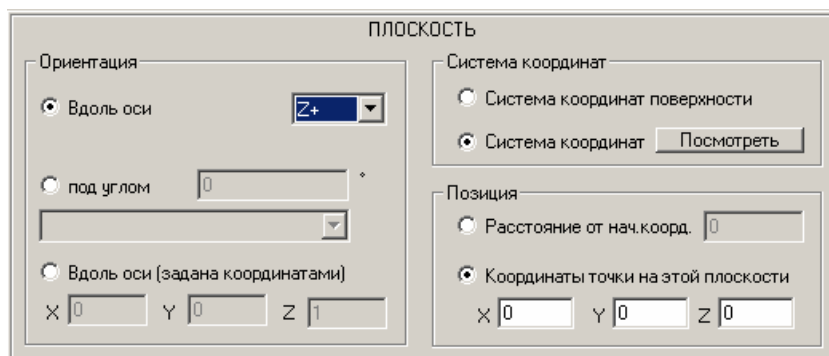 ПЛОСКОСТЬ
Ориентация
Вдоль оси Z+
под углом 0 °
Вдоль оси (задана координатами)
X 0 Y 0 Z 1
Система координат
Система координат поверхности
Система координат Посмотреть
Позиция
Расстояние от нач.коорд. 0
Координаты точки на этой плоскости
X 0 Y 0 Z 0